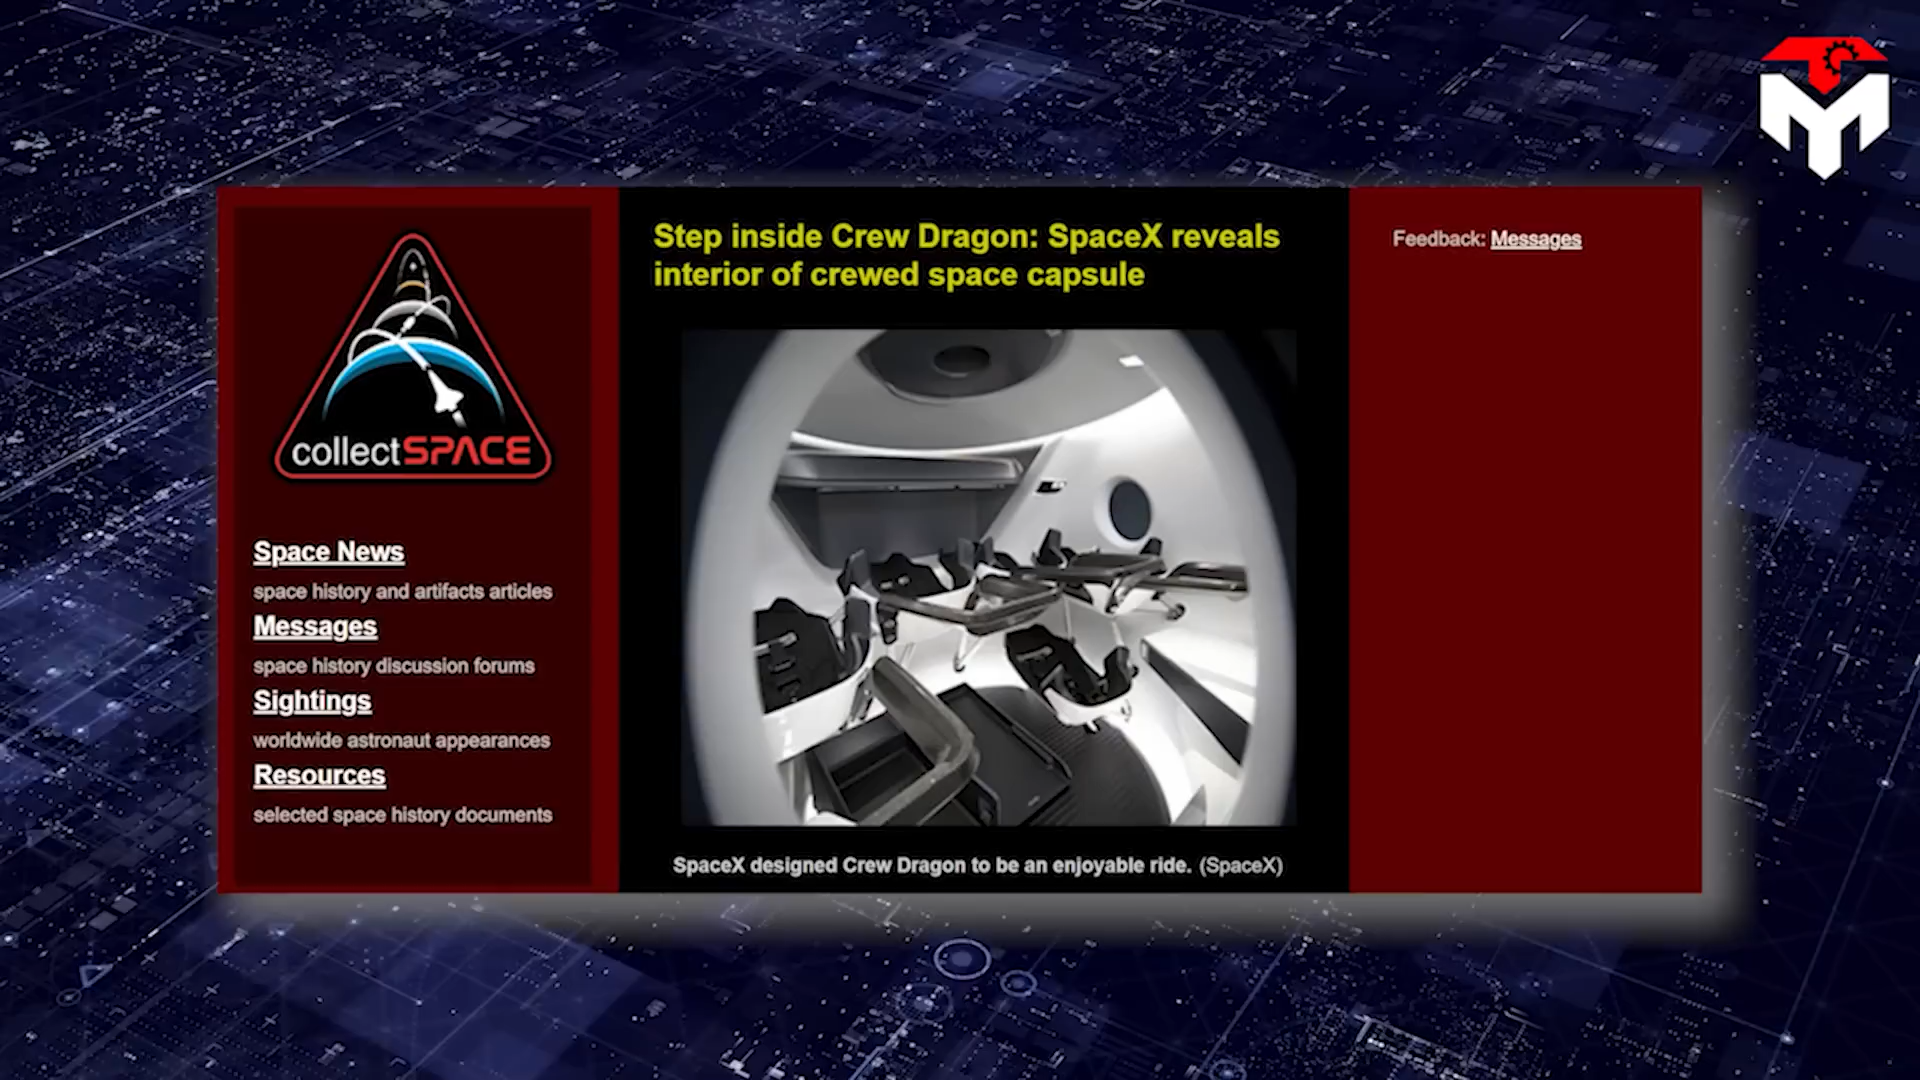 collectSPACE
Space News
space history and artifacts articles
Messages
space history discussion forums
Sightings
worldwide astronaut appearances
Resources
selected space history documents
Step inside Crew Dragon: SpaceX reveals
interior of crewed space capsule
SpaceX designed Crew Dragon to be an enjoyable ride. (SpaceX)
Feedback: Messages